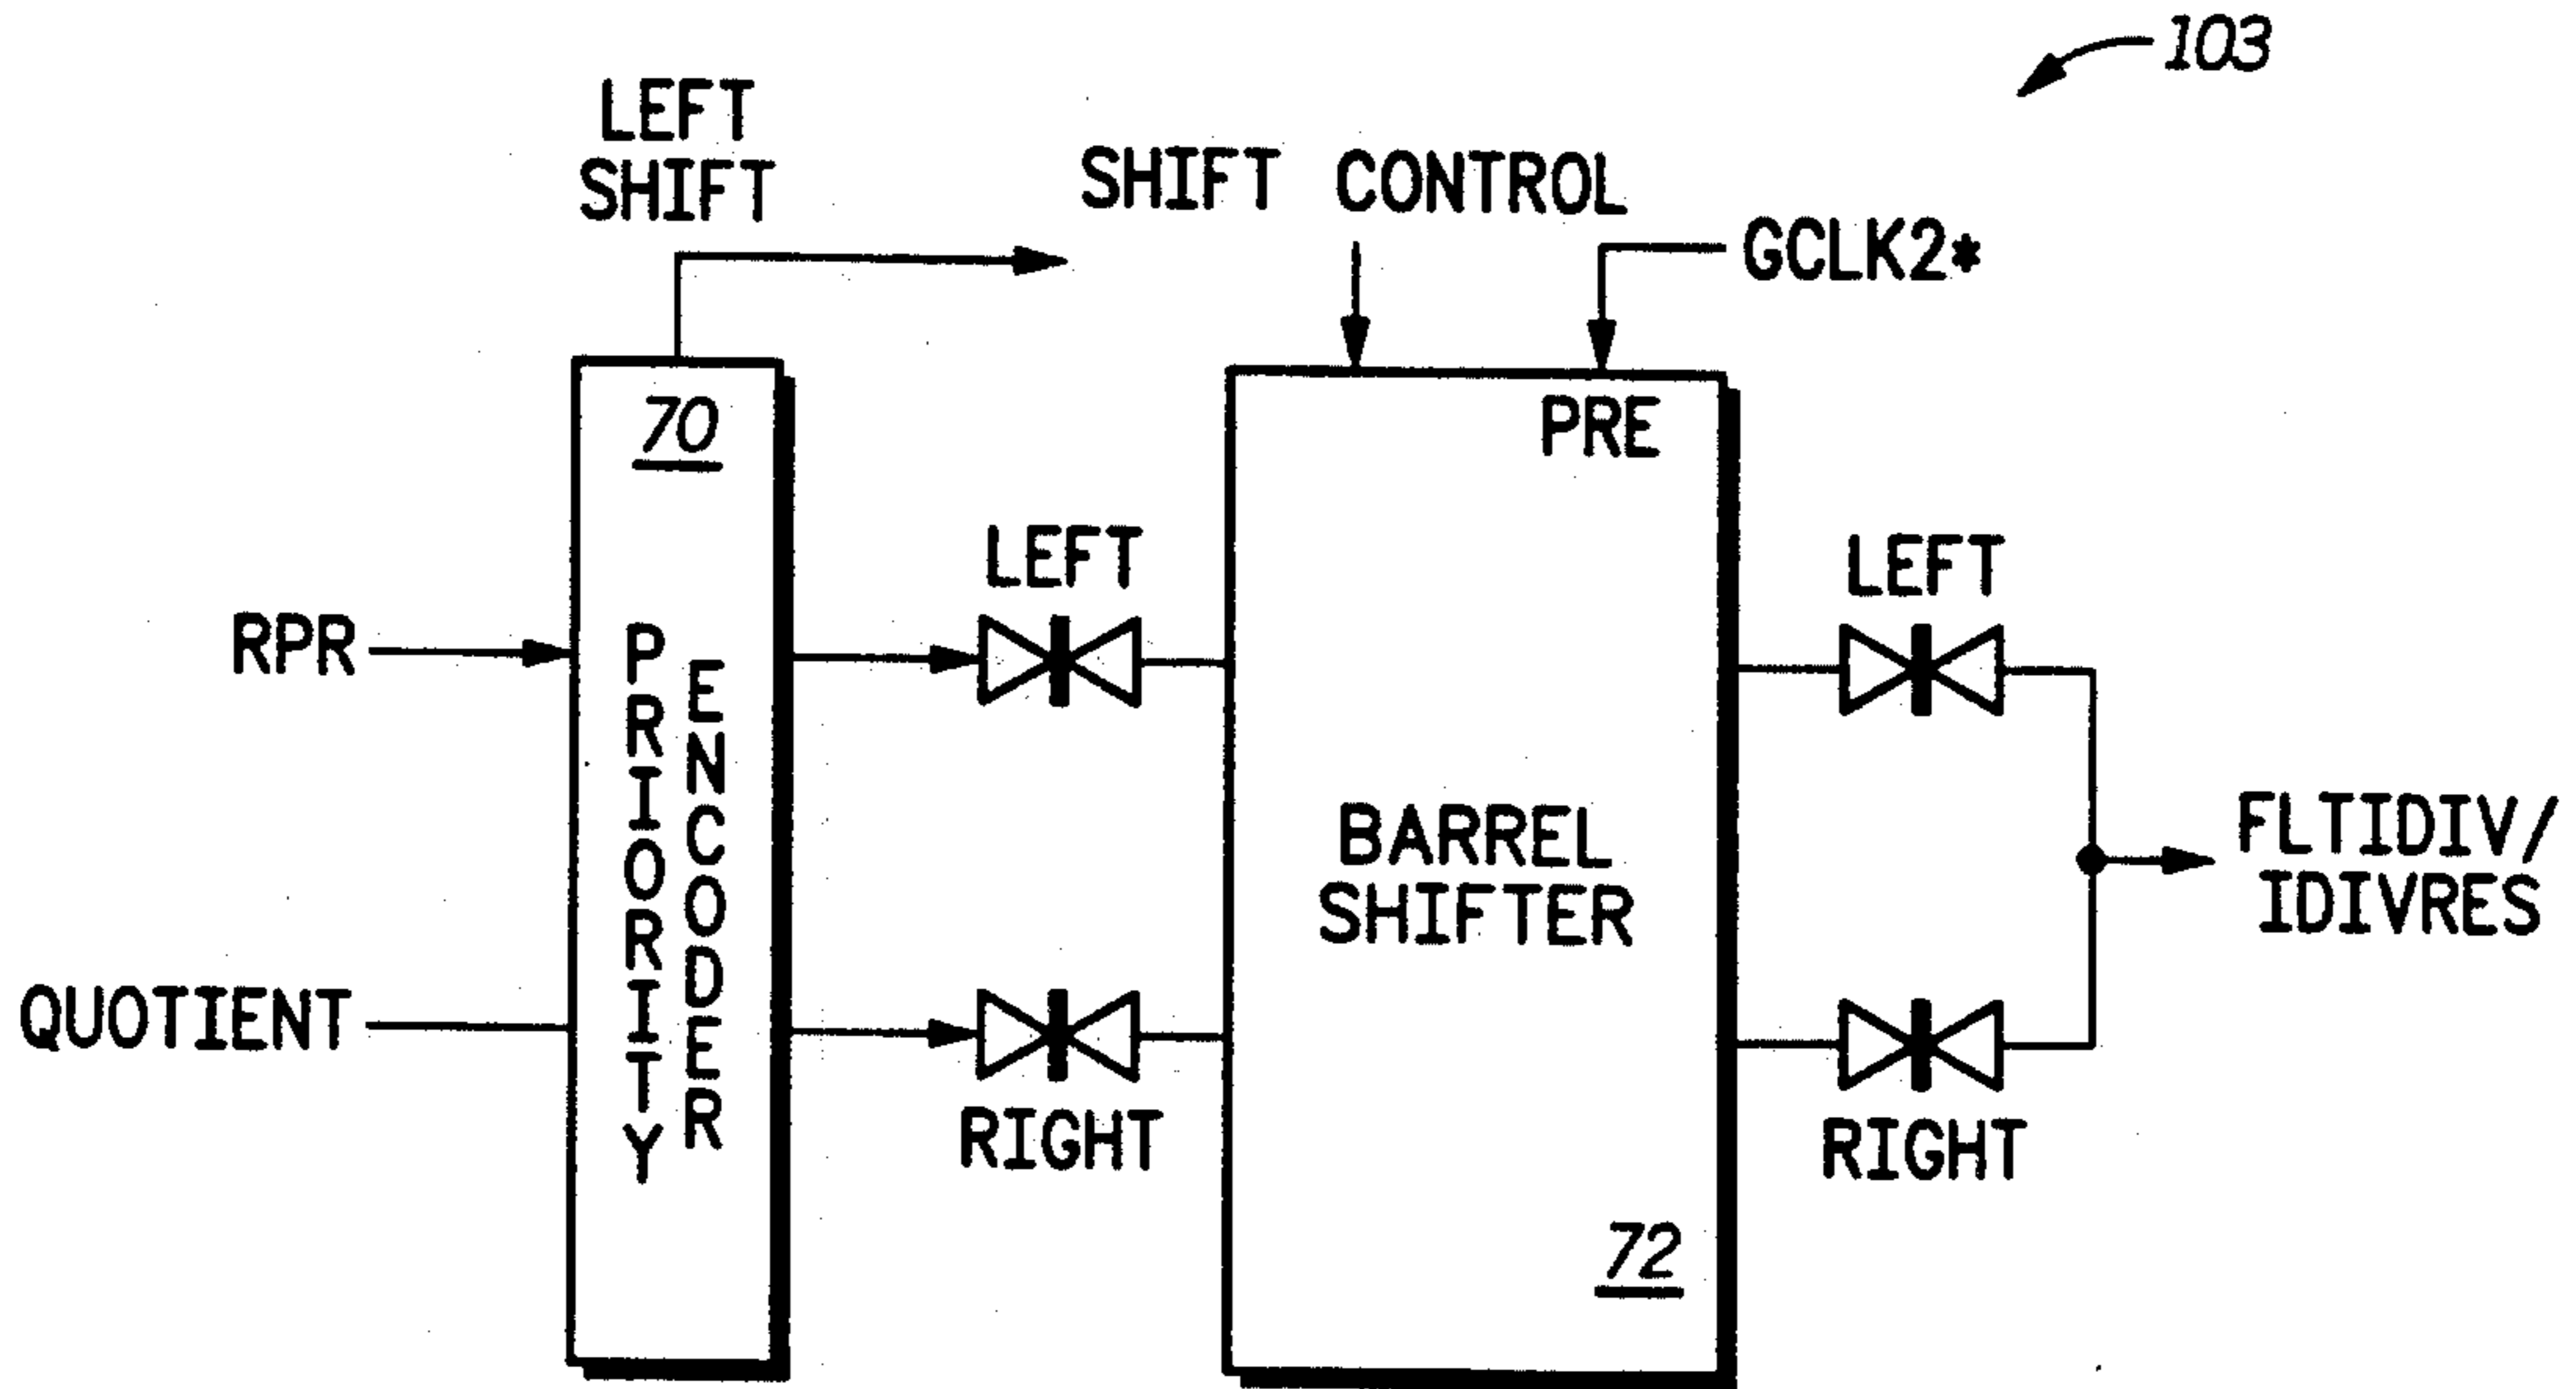 103
LEFT
SHIFT
SHIFT CONTROL
GCLK2*
70
PRE
LEFT
LEFT
RPR
PRIORITY
ENCODER
BARREL
SHIFTER
FLTIDIV/
IDIVRES
QUOTIENT
RIGHT
RIGHT
72